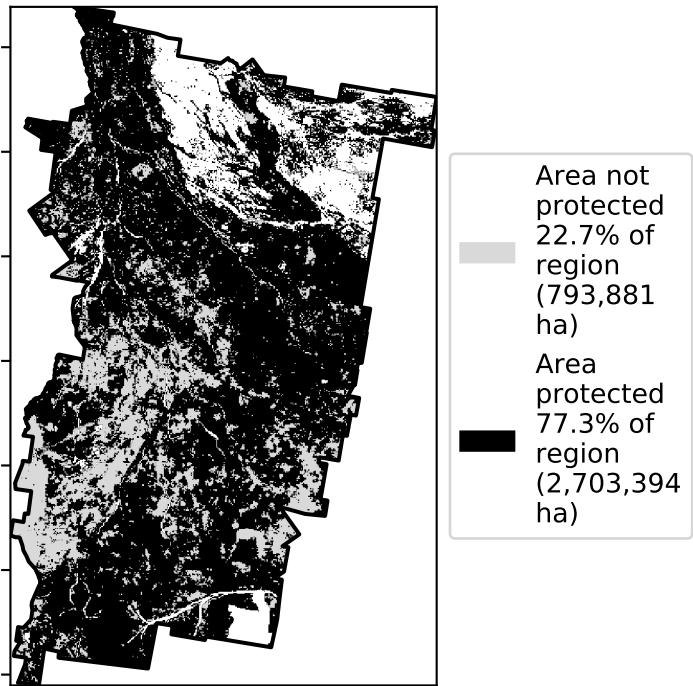 Area not
protected
22.7% of
region
(793,881
ha)
Area
protected
77.3% of
region
(2,703,394
ha)